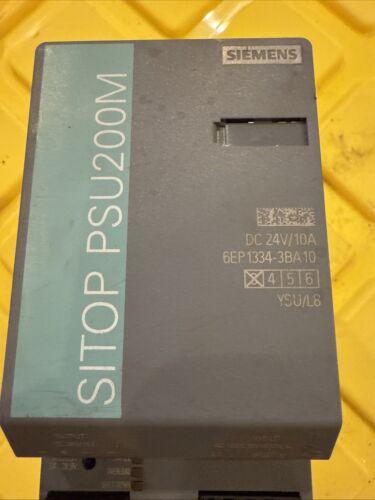 SIEMENS
SITOP PSU200M
DC 24V/10A
6EP1334-3BA10
X 4 5 6
YSU/L8